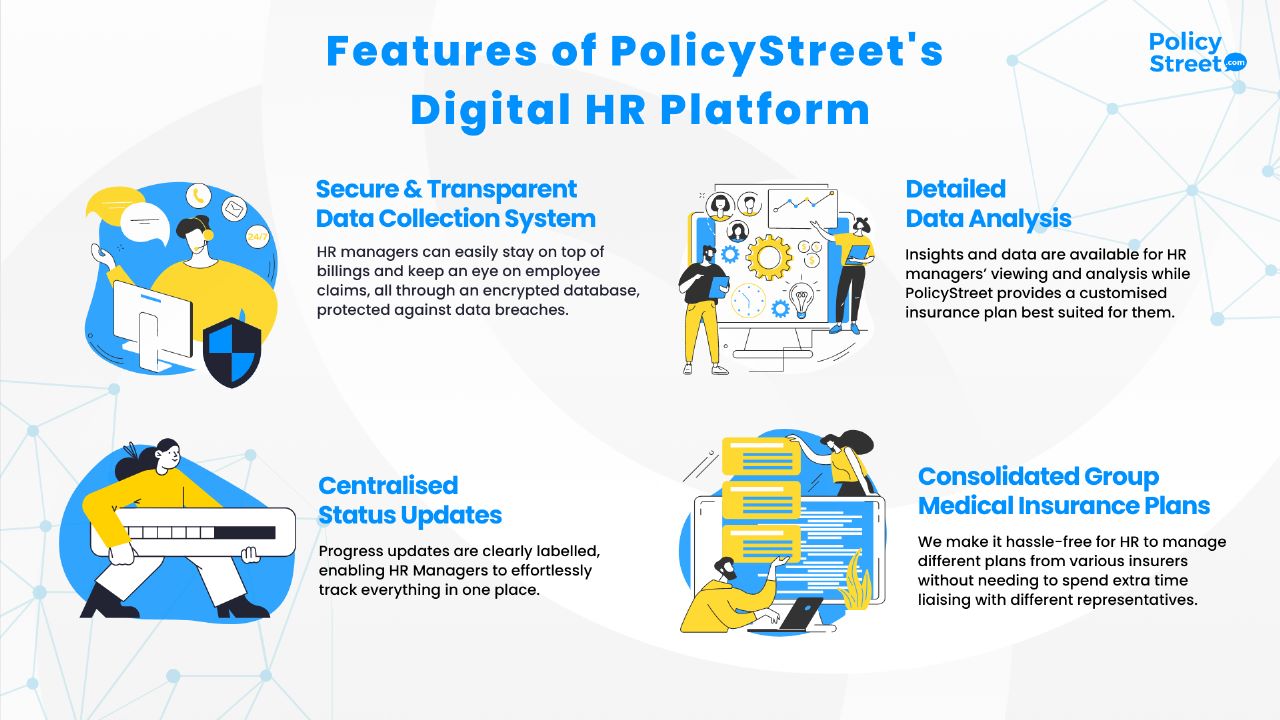 Features of PolicyStreet's
Digital HR Platform
Policy
Street
.com
Secure & Transparent
Data Collection System
HR managers can easily stay on top of
billings and keep an eye on employee
claims, all through an encrypted database,
protected against data breaches.
24/7
Detailed
Data Analysis
Insights and data are available for HR
managers’ viewing and analysis while
PolicyStreet provides a customised
insurance plan best suited for them.
Centralised
Status Updates
Progress updates are clearly labelled,
enabling HR Managers to effortlessly
track everything in one place.
Consolidated Group
Medical Insurance Plans
We make it hassle-free for HR to manage
different plans from various insurers
without needing to spend extra time
liaising with different representatives.